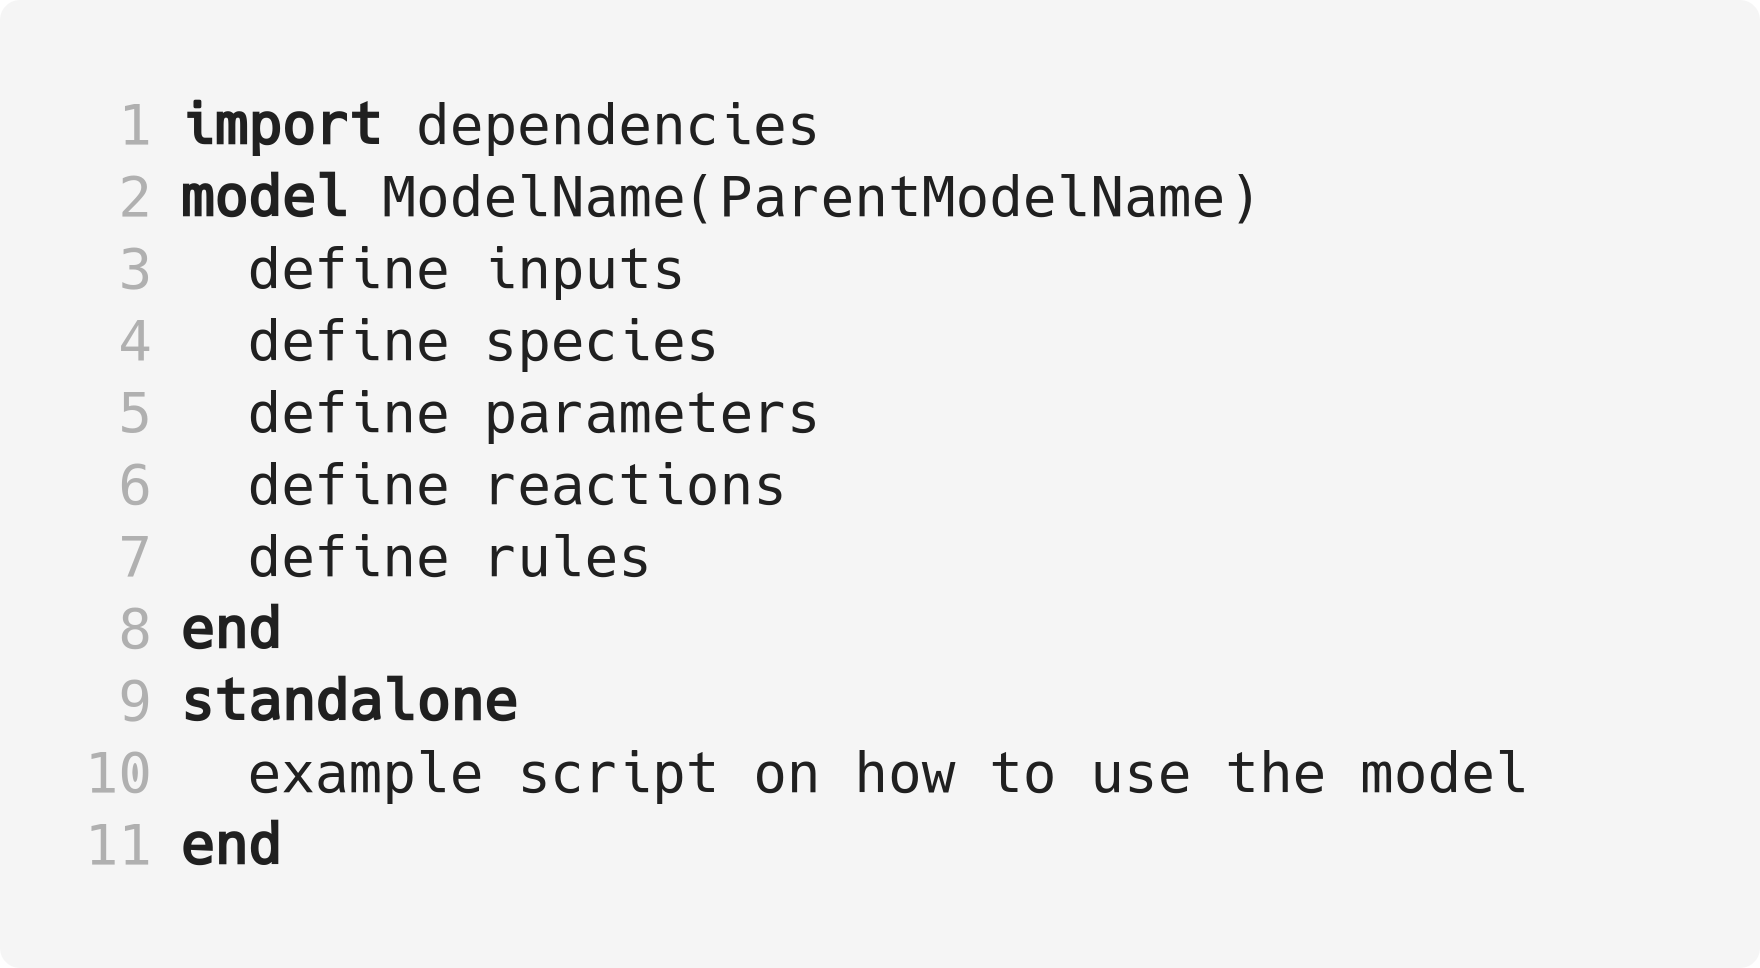 1 import dependencies
2 model ModelName(ParentModelName)
3   define inputs
4   define species
5   define parameters
6   define reactions
7   define rules
8 end
9 standalone
10   example script on how to use the model
11 end